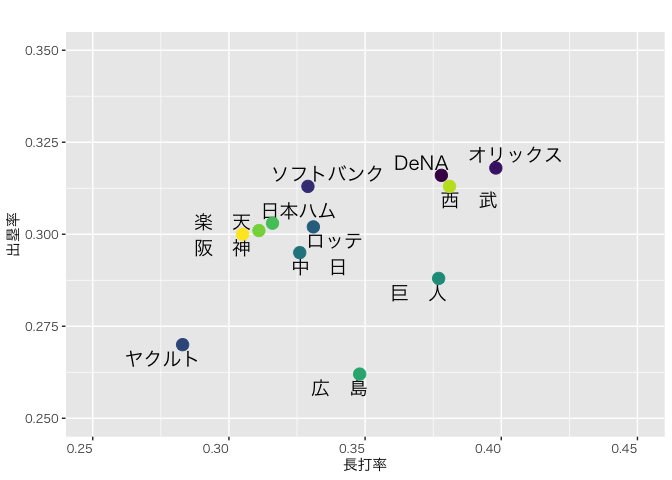 0.350
0.325
0.300
0.275
0.250
出塁率
オリックス
DeNA
ソフトバンク
西　武
日本ハム
楽　天
ロッテ
阪　神
中　日
巨　人
ヤクルト
広　島
0.25
0.30
0.35
0.40
0.45
長打率